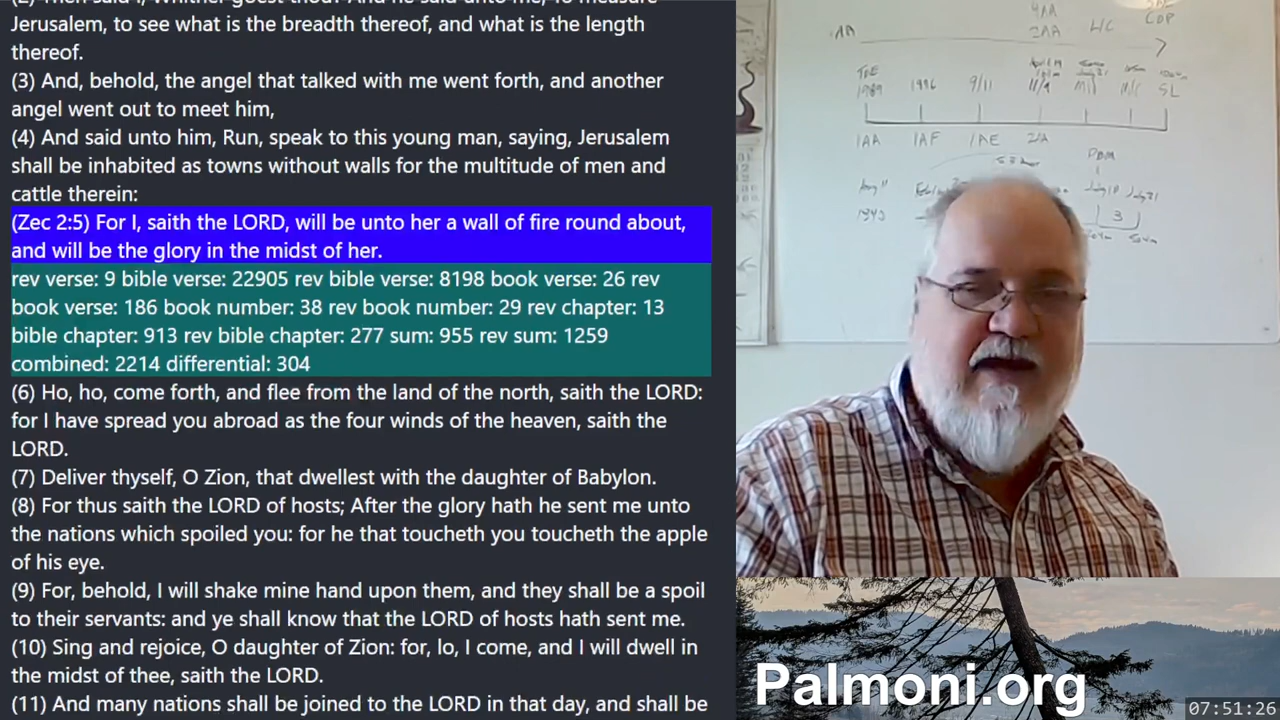 Jerusalem, to see what is the breadth thereof, and what is the length
thereof.
(3) And, behold, the angel that talked with me went forth, and another
angel went out to meet him,
(4) And said unto him, Run, speak to this young man, saying, Jerusalem
shall be inhabited as towns without walls for the multitude of men and
cattle therein:
(Zec 2:5) For I, saith the LORD, will be unto her a wall of fire round about,
and will be the glory in the midst of her.
rev verse: 9 bible verse: 22905 rev bible verse: 8198 book verse: 26 rev
book verse: 186 book number: 38 rev book number: 29 rev chapter: 13
bible chapter: 913 rev bible chapter: 277 sum: 955 rev sum: 1259
combined: 2214 differential: 304
(6) Ho, ho, come forth, and flee from the land of the north, saith the LORD:
for I have spread you abroad as the four winds of the heaven, saith the
LORD.
(7) Deliver thyself, O Zion, that dwellest with the daughter of Babylon.
(8) For thus saith the LORD of hosts; After the glory hath he sent me unto
the nations which spoiled you: for he that toucheth you toucheth the apple
of his eye.
(9) For, behold, I will shake mine hand upon them, and they shall be a spoil
to their servants: and ye shall know that the LORD of hosts hath sent me.
(10) Sing and rejoice, O daughter of Zion: for, lo, I come, and I will dwell in
the midst of thee, saith the LORD.
(11) And many nations shall be joined to the LORD in that day, and shall be
4AA
2AA L/C
1989 1996 9/11 11/9 SL
1AA 1AF 1AE 2AA
3
Palmoni.org
07:51:26